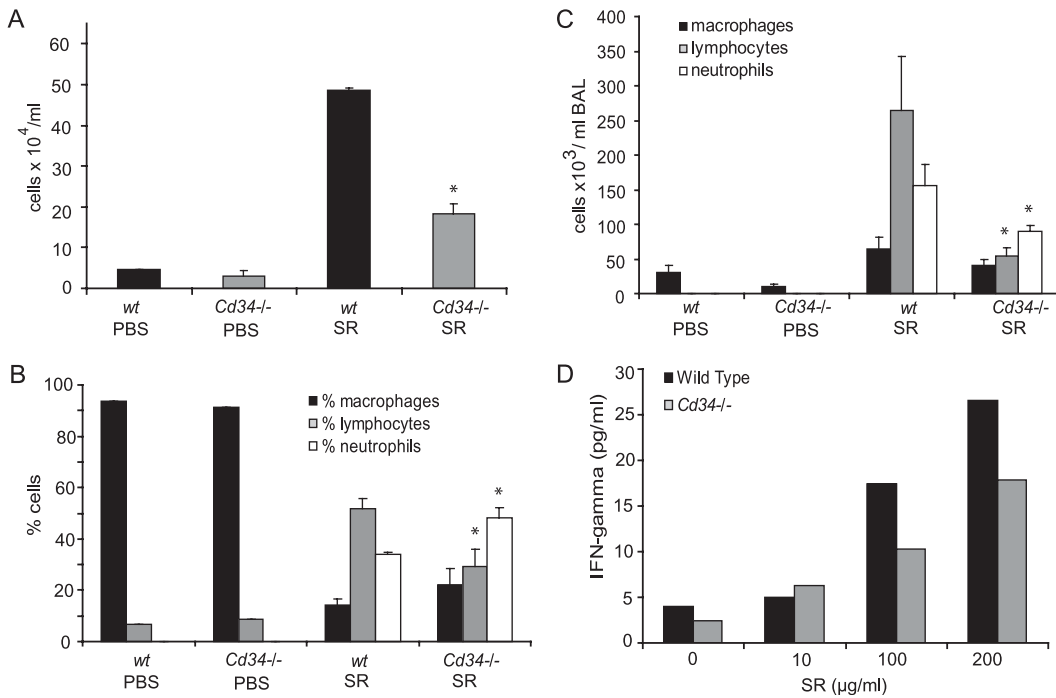 A
cells x 10^4/ml
60
50
40
30
20
10
0
*
wt Cd34-/- wt Cd34-/-
PBS PBS SR SR
C
macrophages
lymphocytes
neutrophils
cells x10^3/ ml BAL
400
350
300
250
200
150
100
50
0
* *
wt Cd34-/- wt Cd34-/-
PBS PBS SR SR
B
% macrophages
% lymphocytes
% neutrophils
% cells
100
80
60
40
20
0
* *
wt Cd34-/- wt Cd34-/-
PBS PBS SR SR
D
Wild Type
Cd34-/-
IFN-gamma (pg/ml)
30
25
20
15
10
5
0
0 10 100 200
SR (µg/ml)